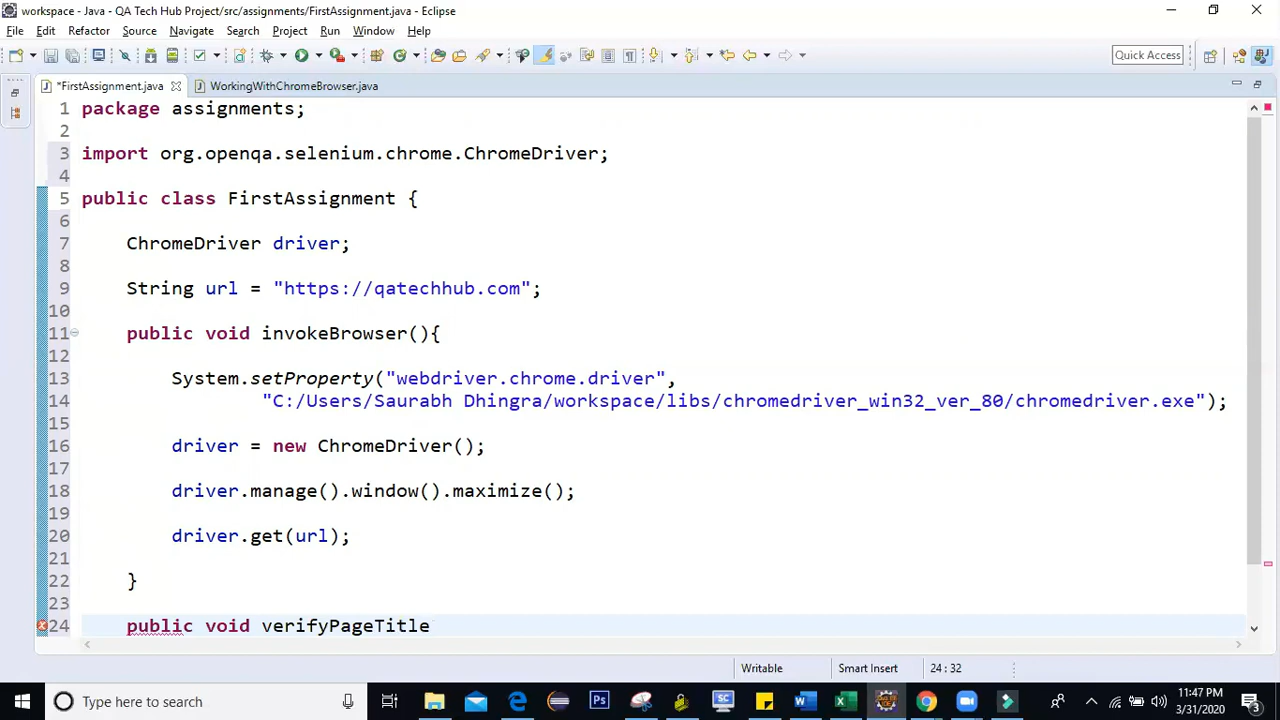 workspace - Java - QA Tech Hub Project/src/assignments/FirstAssignment.java - Eclipse
File Edit Refactor Source Navigate Search Project Run Window Help
Quick Access
*FirstAssignment.java WorkingWithChromeBrowser.java
1 package assignments;
2
3 import org.openqa.selenium.chrome.ChromeDriver;
4
5 public class FirstAssignment {
6
7 ChromeDriver driver;
8
9 String url = "https://qatechhub.com";
10
11 public void invokeBrowser(){
12
13 System.setProperty("webdriver.chrome.driver",
14 "C:/Users/Saurabh Dhingra/workspace/libs/chromedriver_win32_ver_80/chromedriver.exe");
15
16 driver = new ChromeDriver();
17
18 driver.manage().window().maximize();
19
20 driver.get(url);
21
22 }
23
24 public void verifyPageTitle
Writable Smart Insert 24 : 32
Type here to search
Ps SC
11:47 PM
3/31/2020
3